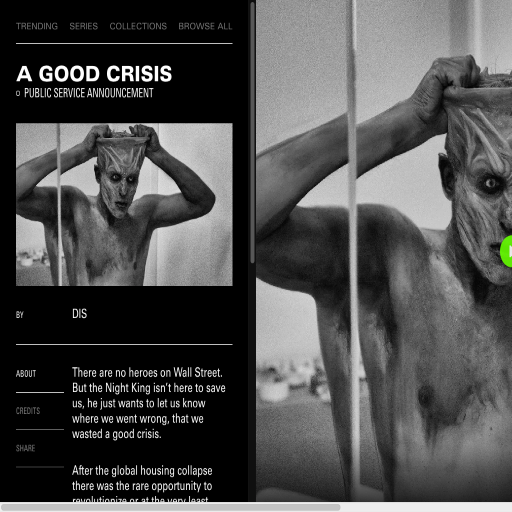 TRENDING SERIES COLLECTIONS BROWSE ALL
A GOOD CRISIS
PUBLIC SERVICE ANNOUNCEMENT
BY DIS
ABOUT
There are no heroes on Wall Street.
But the Night King isn't here to save
us, he just wants to let us know
where we went wrong, that we
wasted a good crisis.
CREDITS
SHARE
After the global housing collapse
there was the rare opportunity to
revolutionize or at the very least